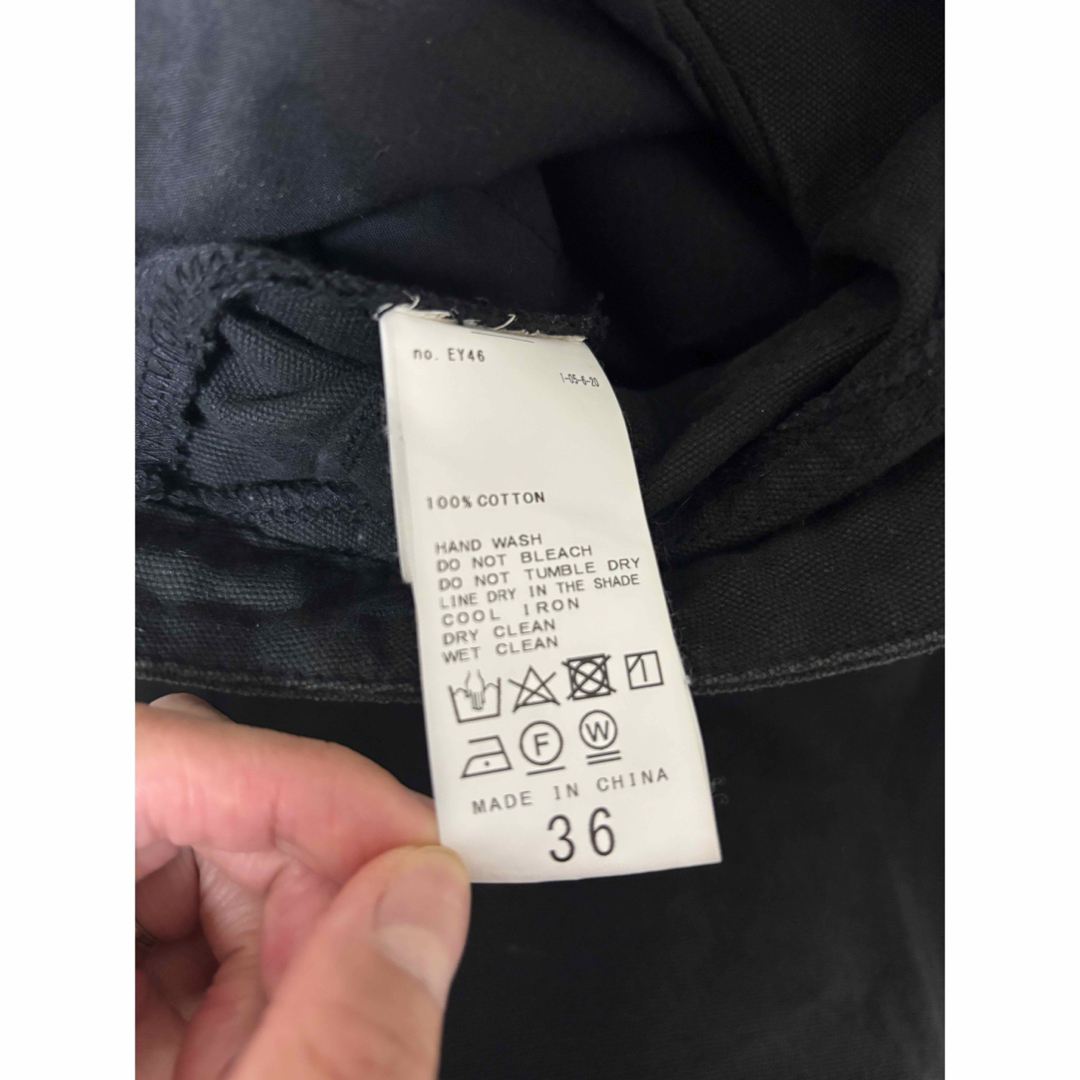 no. EY46
1-05-6-20
100% COTTON
HAND WASH
DO NOT BLEACH
DO NOT TUMBLE DRY
LINE DRY IN THE SHADE
COOL IRON
DRY CLEAN
WET CLEAN
F W
MADE IN CHINA
36